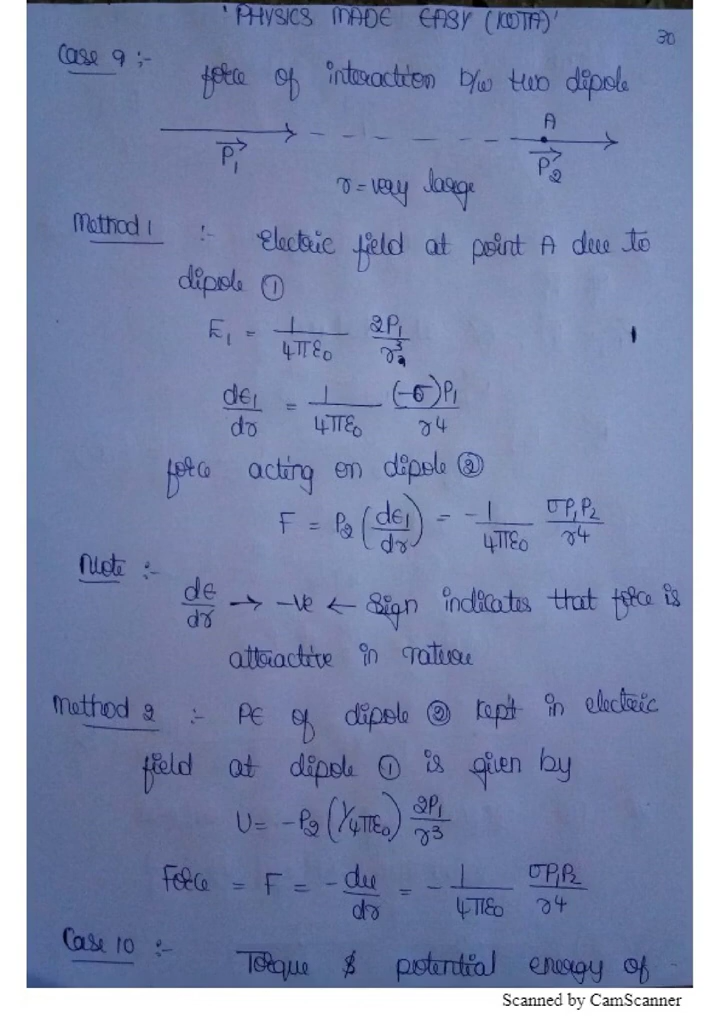 'PHYSICS MADE EASY (KOTA)'
30
Case 9 :-
force of interaction b/w two dipole
A
P₁ P₂
r = very large
Method 1 :- Electric field at point A due to
dipole ①
E₁ = 1/4πε₀ 2P₁/r³
dE₁/dr = 1/4πε₀ (-6)P₁/r4
force acting on dipole ②
F = P₂ (dE₁/dr) = -1/4πε₀ 6P₁P₂/r4
Note :-
dE/dr → -ve ← Sign indicates that force is
attractive in nature
Method 2 :- PE of dipole ② kept in electric
field at dipole ① is given by
U = -P₂ (1/4πε₀) 2P₁/r3
Force = F = -du/dr = -1/4πε₀ 6P₁P₂/r4
Case 10 :-
Torque $ potential energy of -
Scanned by CamScanner